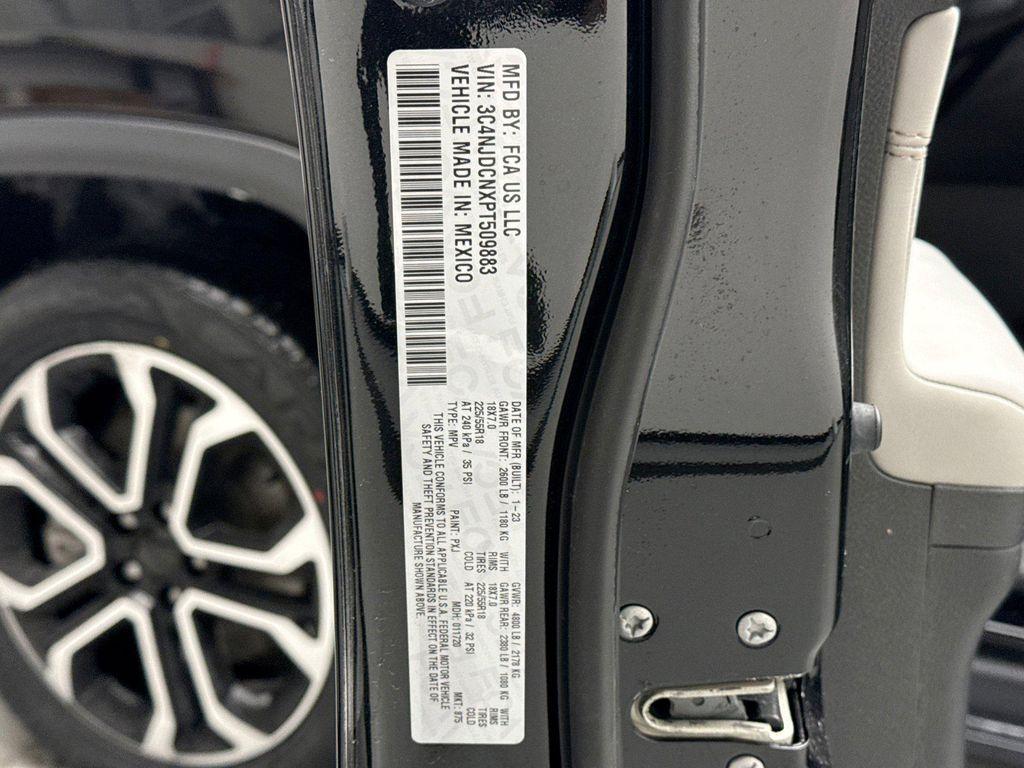 MFD BY: FCA US LLC
VIN: 3C4NJDCNXPT509883
VEHICLE MADE IN: MEXICO
DATE OF MFR (BUILT): 1-23 GVWR: 4800 LB / 2178 KG
GAWR FRONT: 2600 LB / 1180 KG WITH GAWR REAR: 2380 LB / 1080 KG WITH
18X7.0 RIMS 18X7.0 RIMS
225/55R18 TIRES 225/55R18 TIRES
AT 240 kPa / 35 PSI COLD AT 220 kPa / 32 PSI COLD
TYPE: MPV PAINT: PXJ MDH: 011720 MKT: 875
THIS VEHICLE CONFORMS TO ALL APPLICABLE U.S.A. FEDERAL MOTOR VEHICLE
SAFETY AND THEFT PREVENTION STANDARDS IN EFFECT ON THE DATE OF
MANUFACTURE SHOWN ABOVE.